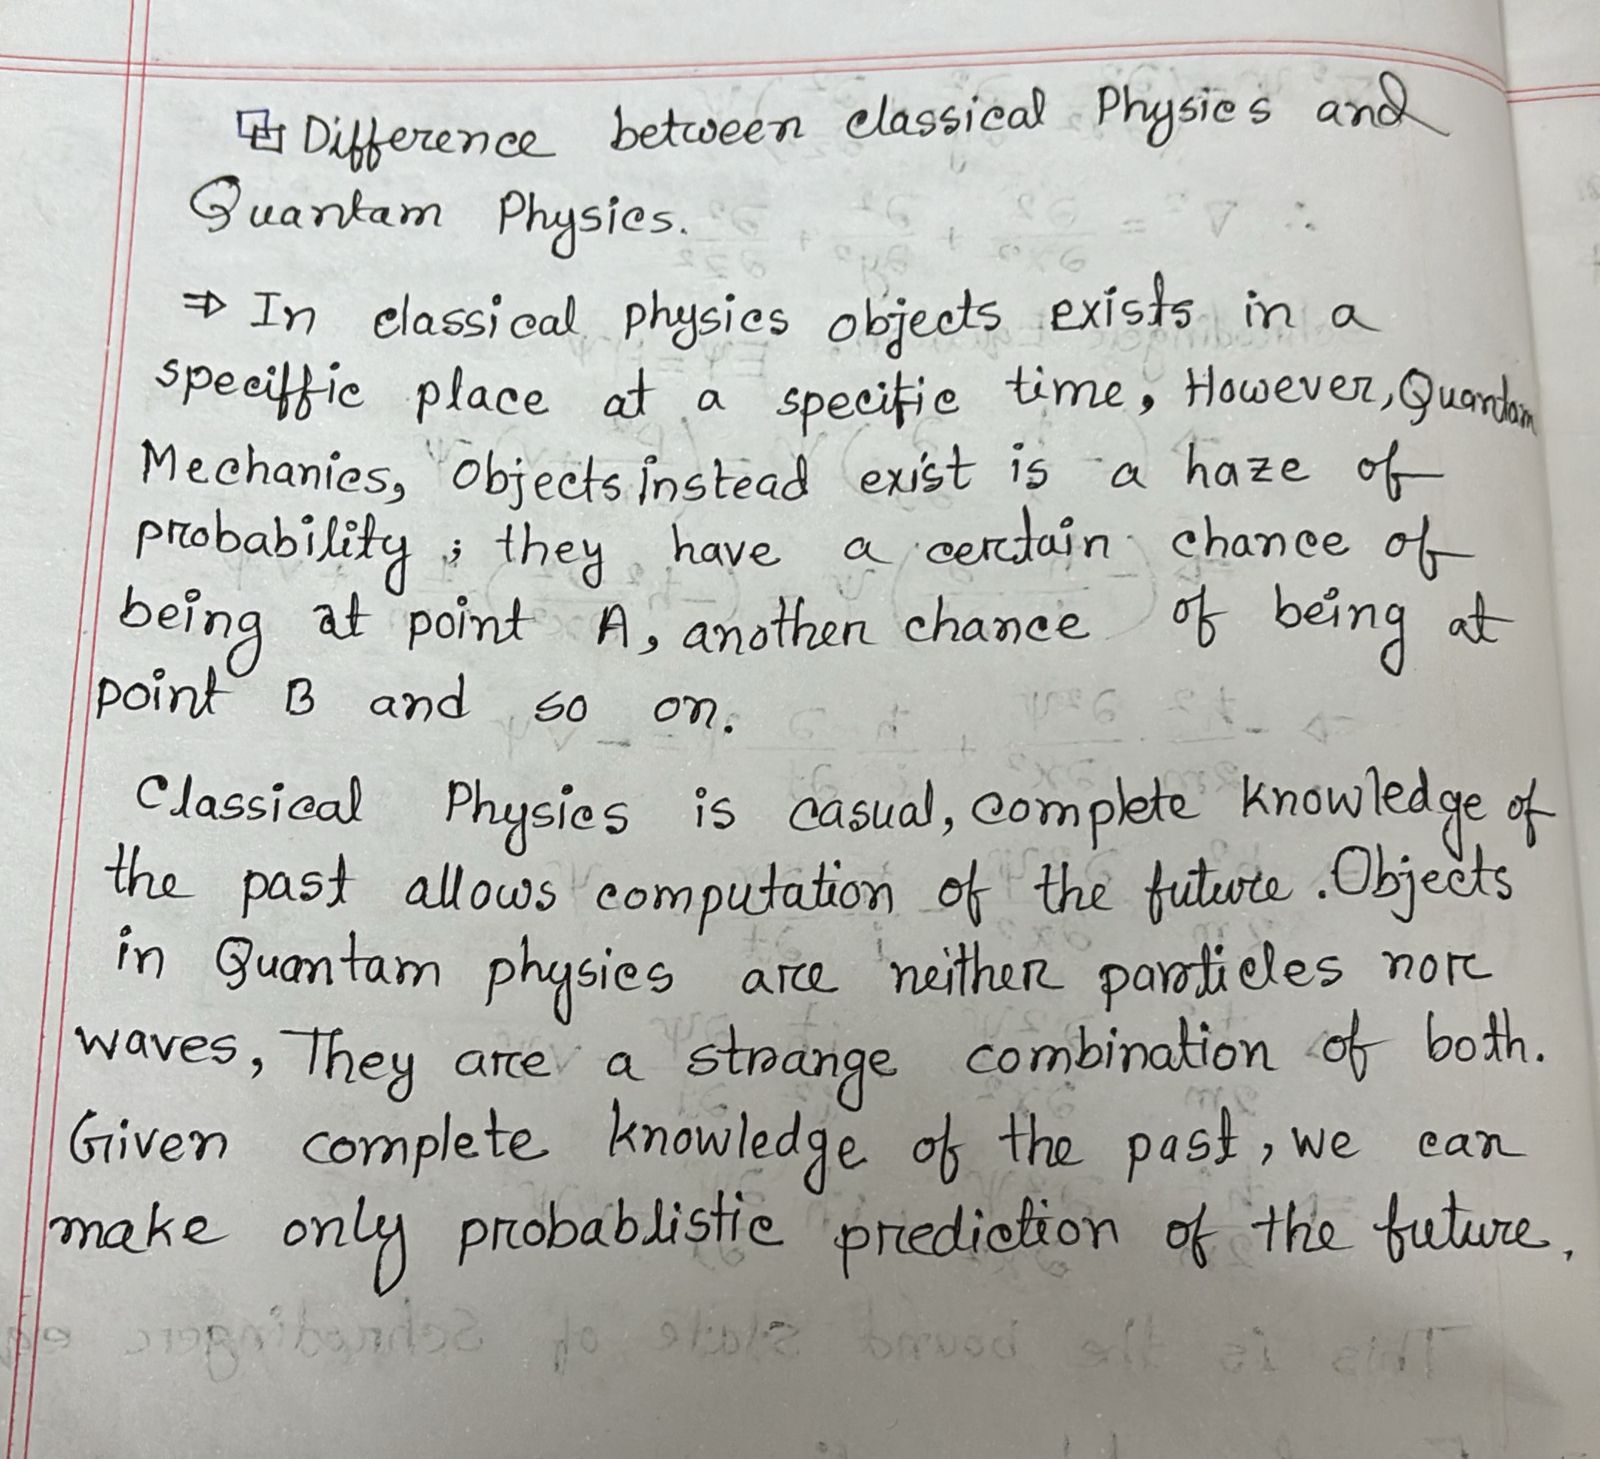 Difference between classical Physics and
Quantam Physics.
⇒ In classical physics objects exists in a
speciffic place at a specific time, However, Quantam
Mechanics, Objects instead exist is a haze of
probability; they have a certain chance of
being at point A, another chance of being at
point B and so on.
Classical Physics is casual, complete knowledge of
the past allows computation of the future. Objects
in Quantam physics are neither particles nor
waves, They are a strange combination of both.
Given complete knowledge of the past, we can
make only probablistic prediction of the future.